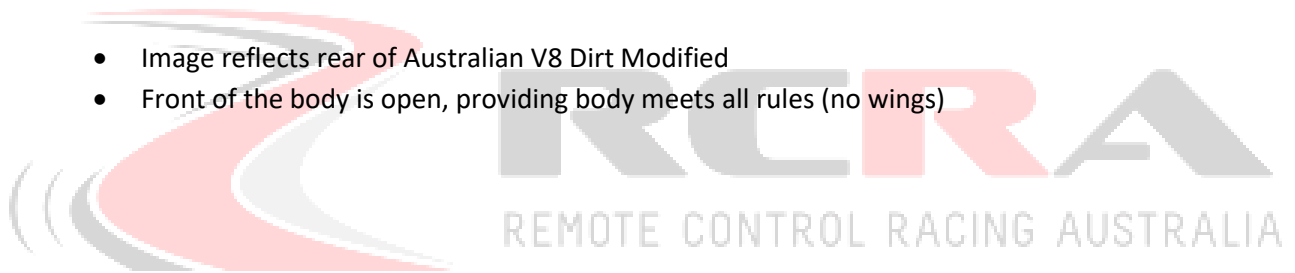 • Image reflects rear of Australian V8 Dirt Modified
• Front of the body is open, providing body meets all rules (no wings)
RCRA
REMOTE CONTROL RACING AUSTRALIA